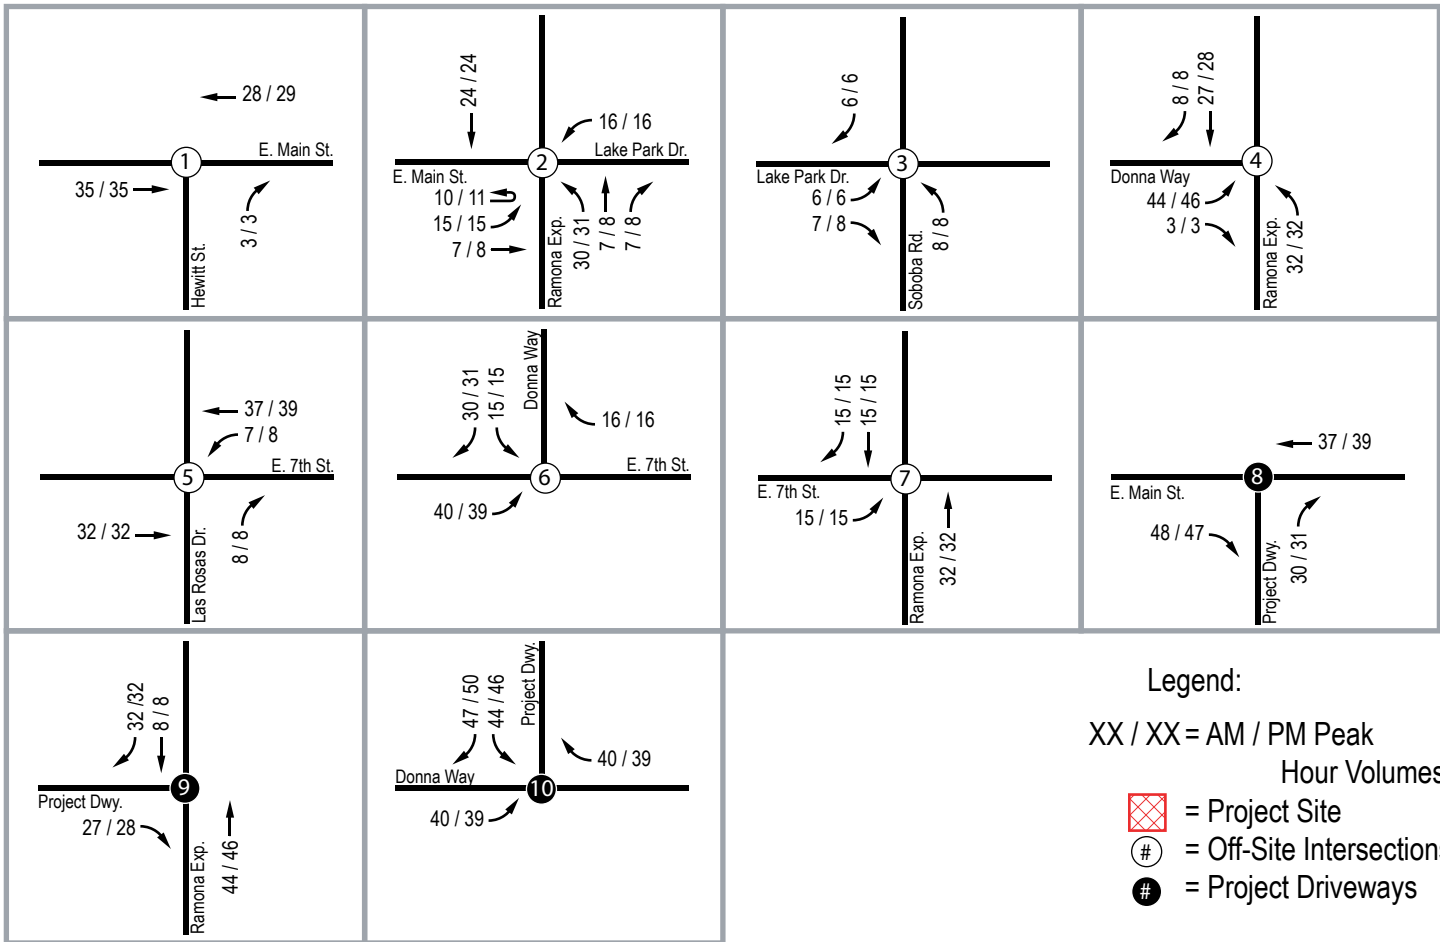 28 / 29
1
E. Main St.
35 / 35
3 / 3
Hewitt St.
24 / 24
16 / 16
2
Lake Park Dr.
E. Main St.
10 / 11
15 / 15
7 / 8
30 / 31
7 / 8
7 / 8
Ramona Exp.
6 / 6
3
Lake Park Dr.
6 / 6
7 / 8
8 / 8
Soboba Rd.
8 / 8
27 / 28
4
Donna Way
44 / 46
3 / 3
32 / 32
Ramona Exp.
37 / 39
7 / 8
5
E. 7th St.
32 / 32
8 / 8
Las Rosas Dr.
Donna Way
30 / 31
15 / 15
16 / 16
6
E. 7th St.
40 / 39
15 / 15
15 / 15
7
E. 7th St.
15 / 15
32 / 32
Ramona Exp.
37 / 39
8
E. Main St.
48 / 47
30 / 31
Project Dwy.
32 /32
8 / 8
9
Project Dwy.
27 / 28
44 / 46
Ramona Exp.
Project Dwy.
47 / 50
44 / 46
40 / 39
10
Donna Way
40 / 39
Legend:
XX / XX = AM / PM Peak
Hour Volumes
= Project Site
# = Off-Site Intersections
# = Project Driveways